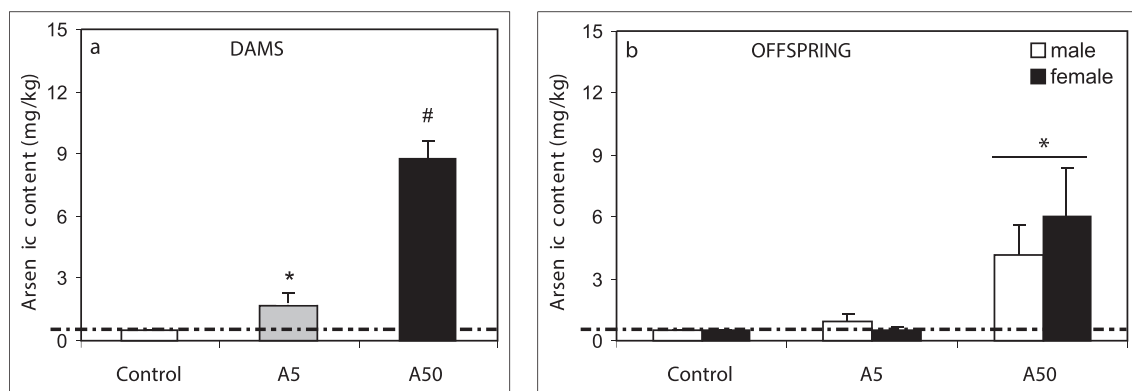 a
DAMS
15
12
9
6
3
0
Arsen ic content (mg/kg)
*
#
Control A5 A50
b
OFFSPRING
male
female
15
12
9
6
3
0
Arsen ic content (mg/kg)
*
Control A5 A50